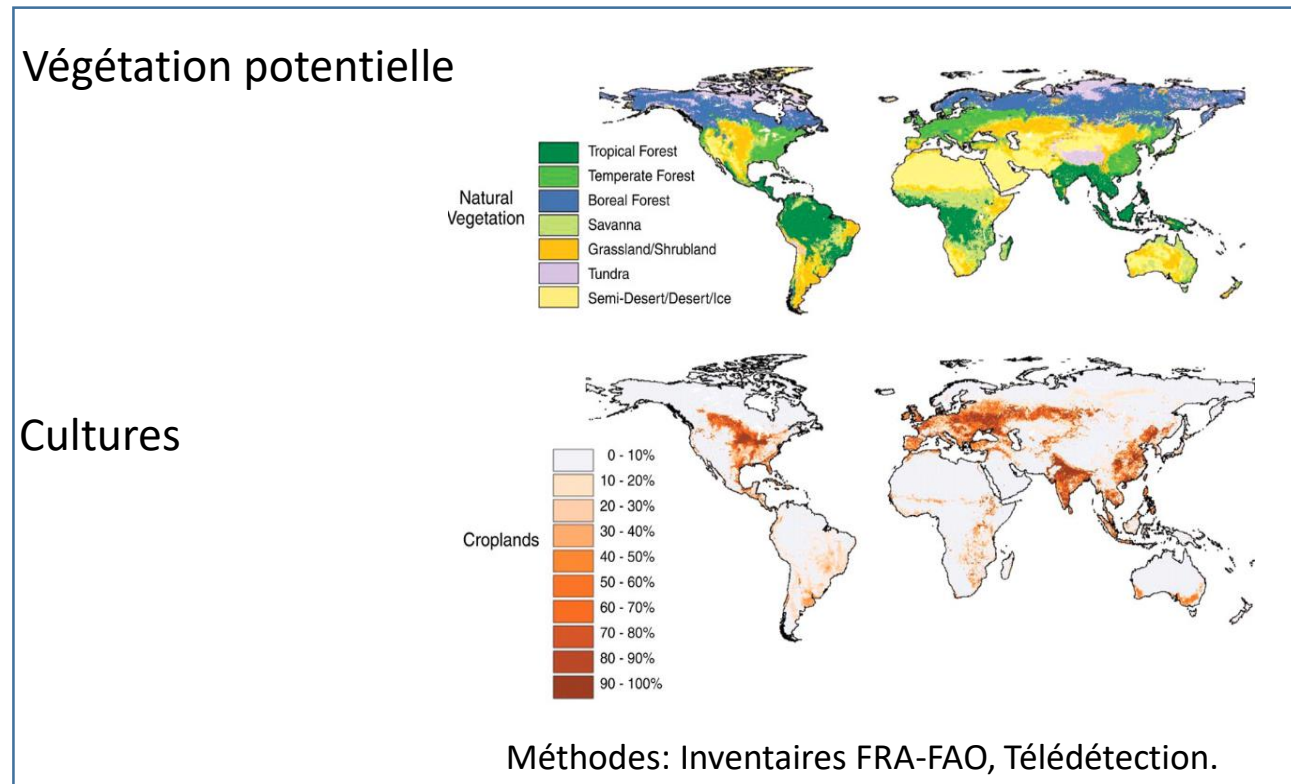 Végétation potentielle
Natural
Vegetation
Tropical Forest
Temperate Forest
Boreal Forest
Savanna
Grassland/Shrubland
Tundra
Semi-Desert/Desert/Ice
Cultures
Croplands
0 - 10%
10 - 20%
20 - 30%
30 - 40%
40 - 50%
50 - 60%
60 - 70%
70 - 80%
80 - 90%
90 - 100%
Méthodes: Inventaires FRA-FAO, Télédétection.